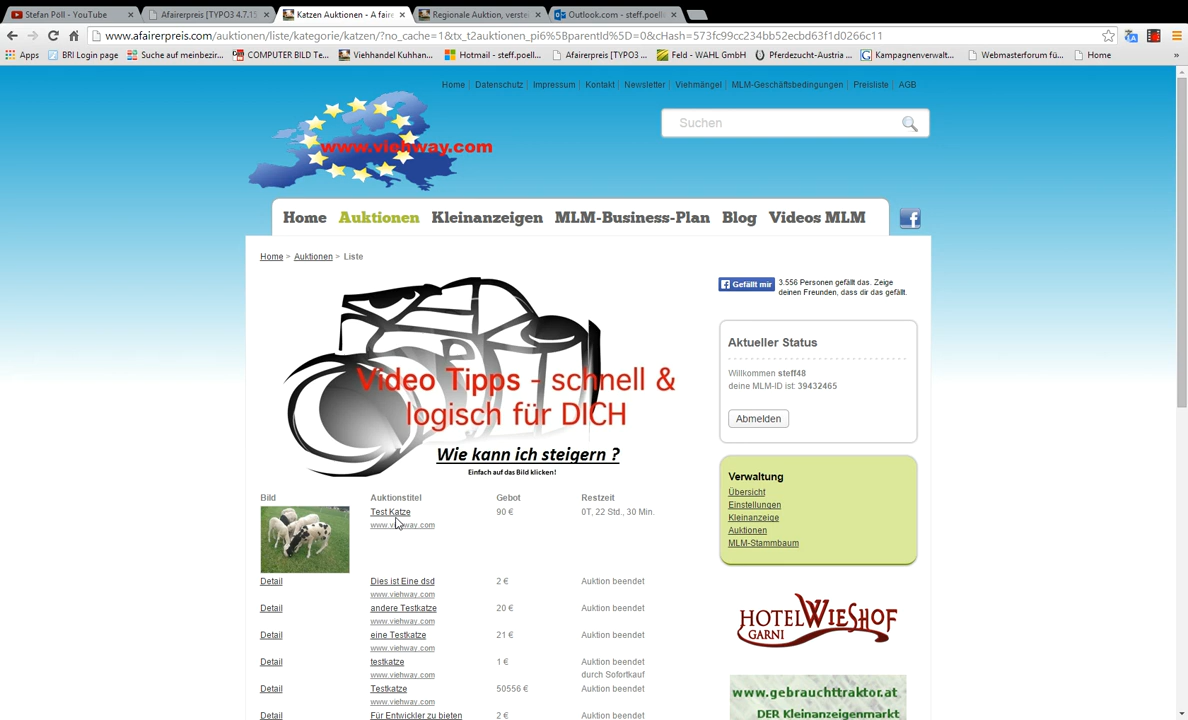 Stefan Pöll - YouTube
Afairerpreis [TYPO3 4.7.15
Katzen Auktionen - A faire
Regionale Auktion, verstei
Outlook.com - steff.poelle
www.afairerpreis.com/auktionen/liste/kategorie/katzen/?no_cache=1&tx_t2auktionen_pi6%5BparentId%5D=0&cHash=573fc99cc234bb52ecbd63f1d0266c11
Apps
BRI Login page
Suche auf meinbezir...
COMPUTER BILD Te...
Viehhandel Kuhhan...
Hotmail - steff.poell...
Afairerpreis [TYPO3 ...
Feld - WAHL GmbH
Pferdezucht-Austria ...
Kampagnenverwalt...
Webmasterforum fü...
Home
»
Home
Datenschutz
Impressum
Kontakt
Newsletter
Viehmängel
MLM-Geschäftsbedingungen
Preisliste
AGB
www.viehway.com
Suchen
Home
Auktionen
Kleinanzeigen
MLM-Business-Plan
Blog
Videos MLM
Home > Auktionen > Liste
Video Tipps - schnell &
logisch für DICH
Wie kann ich steigern ?
Einfach auf das Bild klicken!
Gefällt mir
3.556 Personen gefällt das. Zeige
deinen Freunden, dass dir das gefällt.
Aktueller Status
Willkommen steff48
deine MLM-ID ist: 39432465
Abmelden
Verwaltung
Übersicht
Einstellungen
Kleinanzeige
Auktionen
MLM-Stammbaum
HOTEL WIESHOF
GARNI
www.gebrauchttraktor.at
DER Kleinanzeigenmarkt
Bild Auktionstitel Gebot Restzeit
Test Katze 90 € 0T, 22 Std., 30 Min.
www.viehway.com
Detail Dies ist Eine dsd 2 € Auktion beendet
www.viehway.com
Detail andere Testkatze 20 € Auktion beendet
www.viehway.com
Detail eine Testkatze 21 € Auktion beendet
www.viehway.com
Detail testkatze 1 € Auktion beendet
www.viehway.com durch Sofortkauf
Detail Testkatze 50556 € Auktion beendet
www.viehway.com
Detail Für Entwickler zu bieten 2 € Auktion beendet